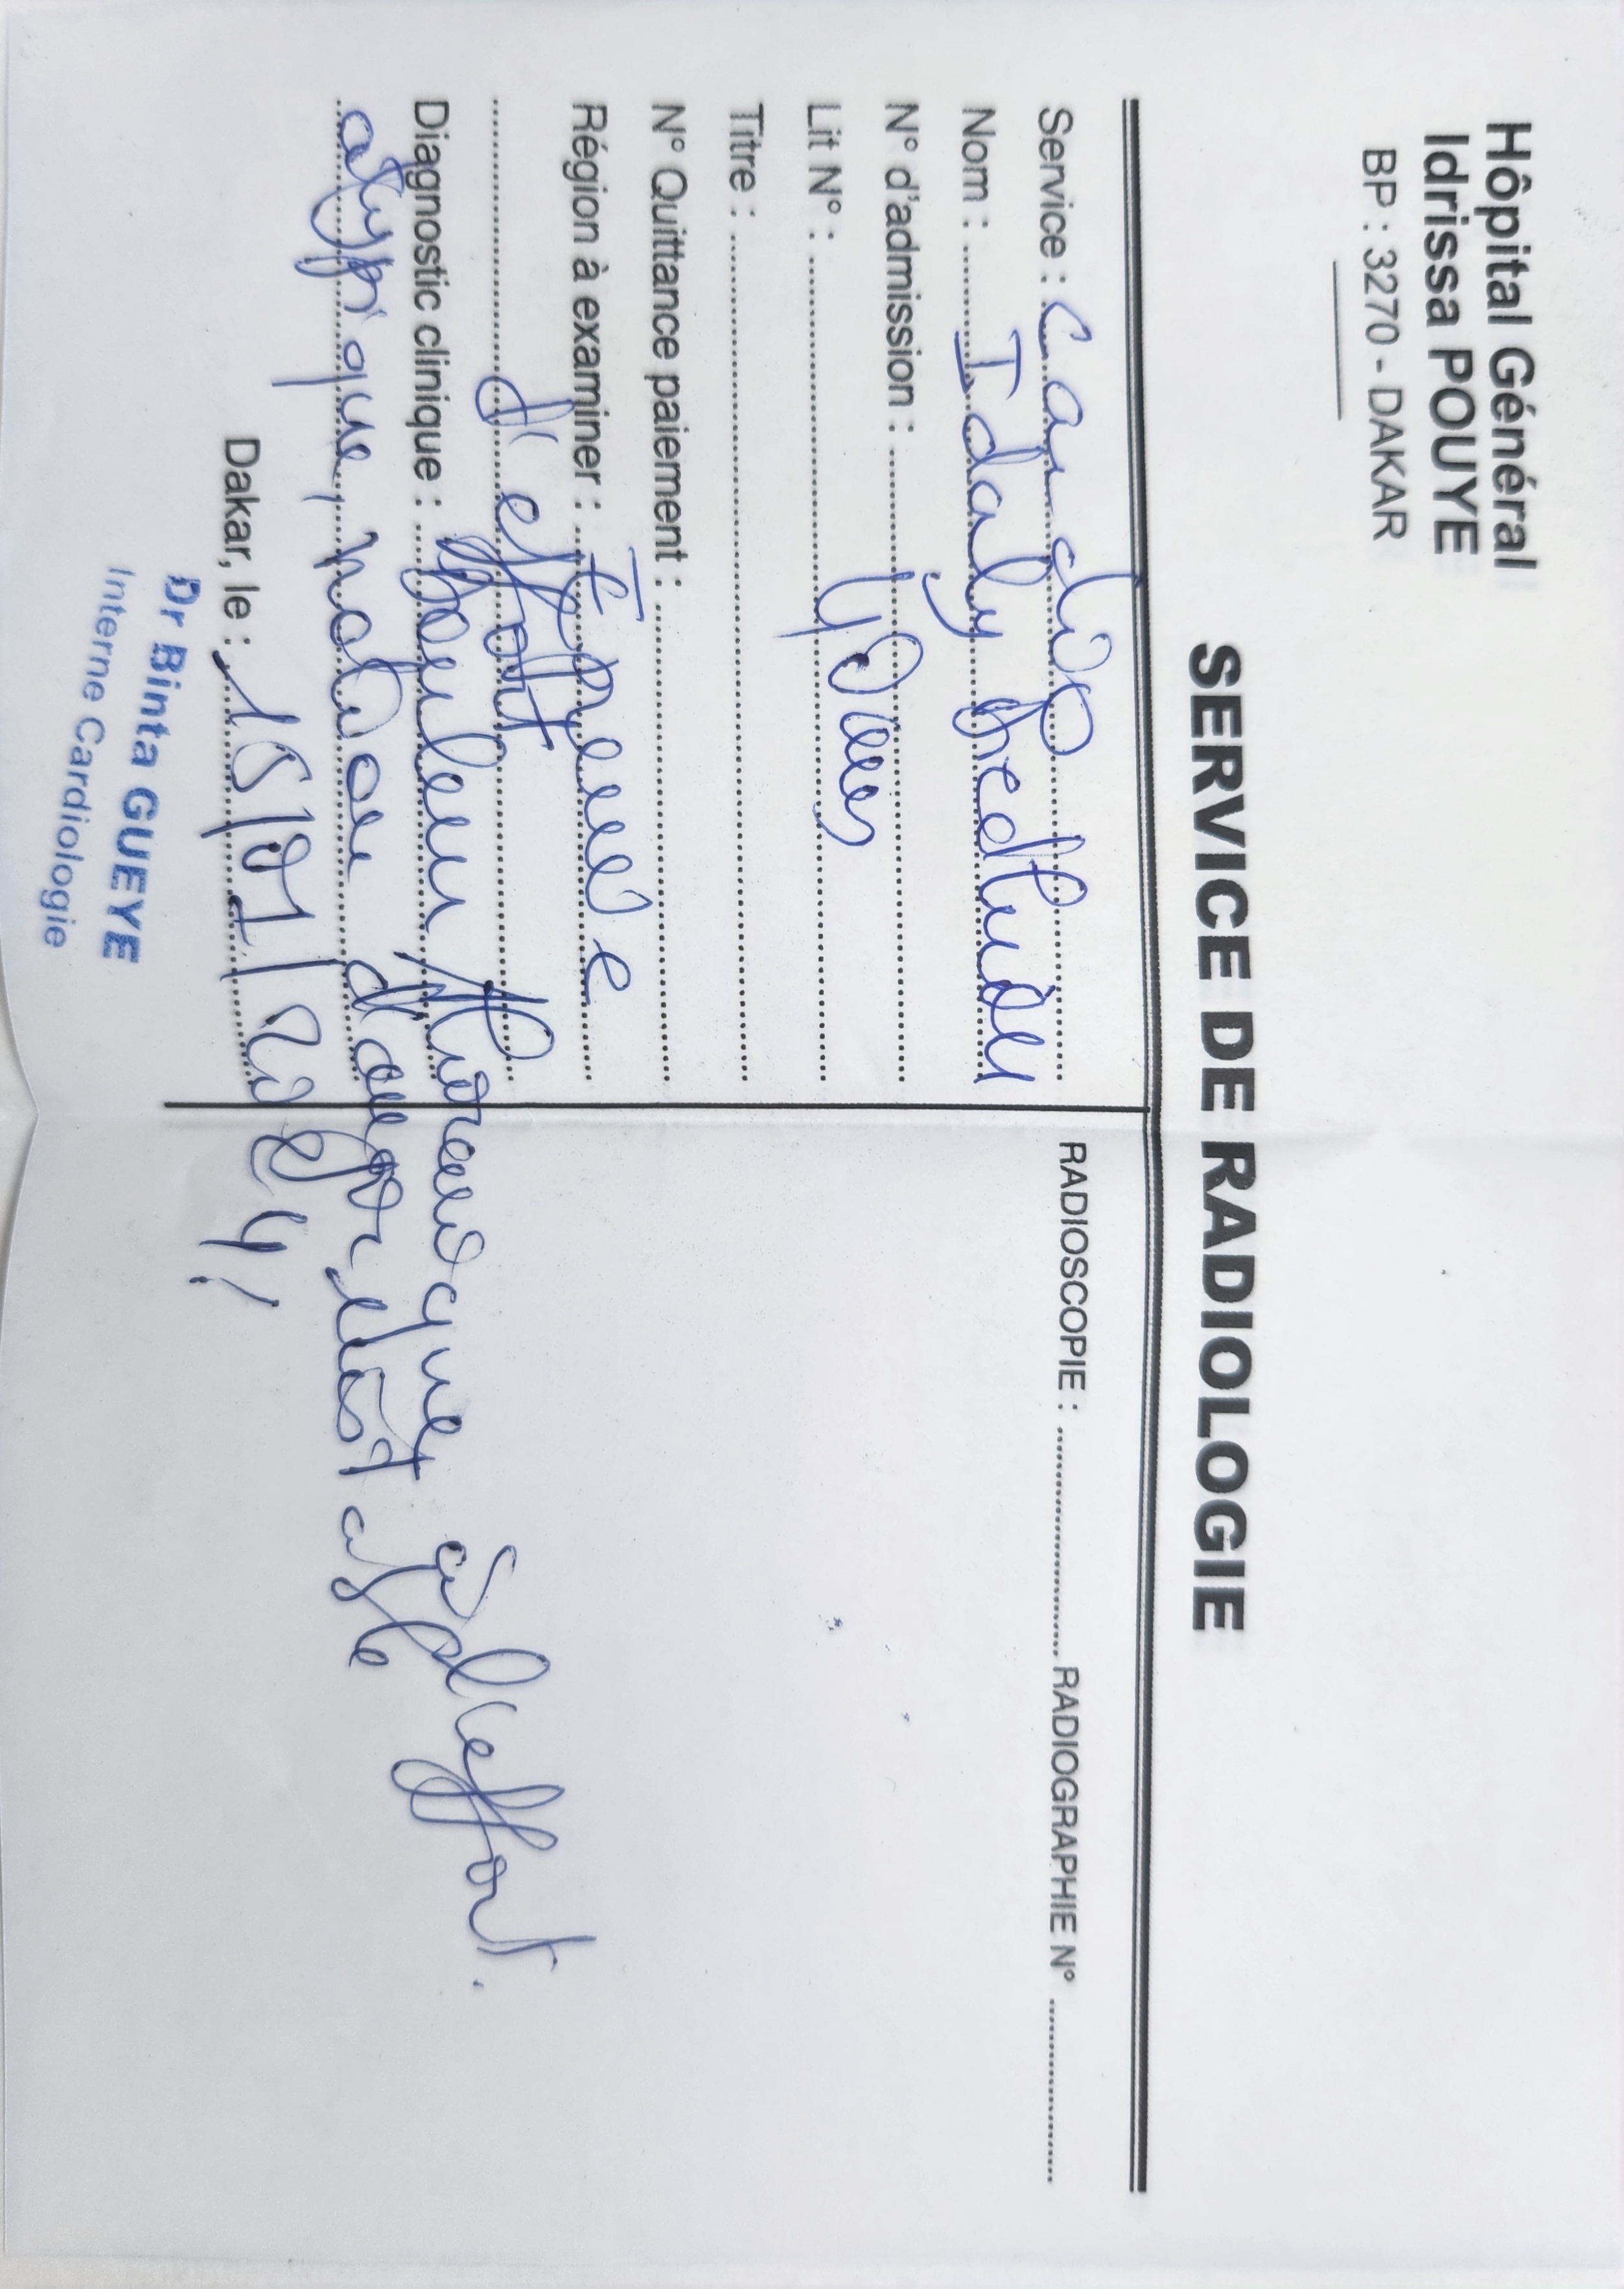 Hôpital Général
Idrissa POUYE
BP : 3270 - DAKAR
SERVICE DE RADIOLOGIE
Service : Cardio
Nom : Idaly
N° d'admission :
Lit N° : 40 ans
Titre :
N° Quittance paiement :
Région à examiner : Épreuve
d'effort
Diagnostic clinique : Douleur thoracique à l'effort.
atypique, notion d'angor instable
Dakar, le : 15/01/2024
Dr Binta GUEYE
Interne Cardiologie
RADIOSCOPIE : RADIOGRAPHIE N°